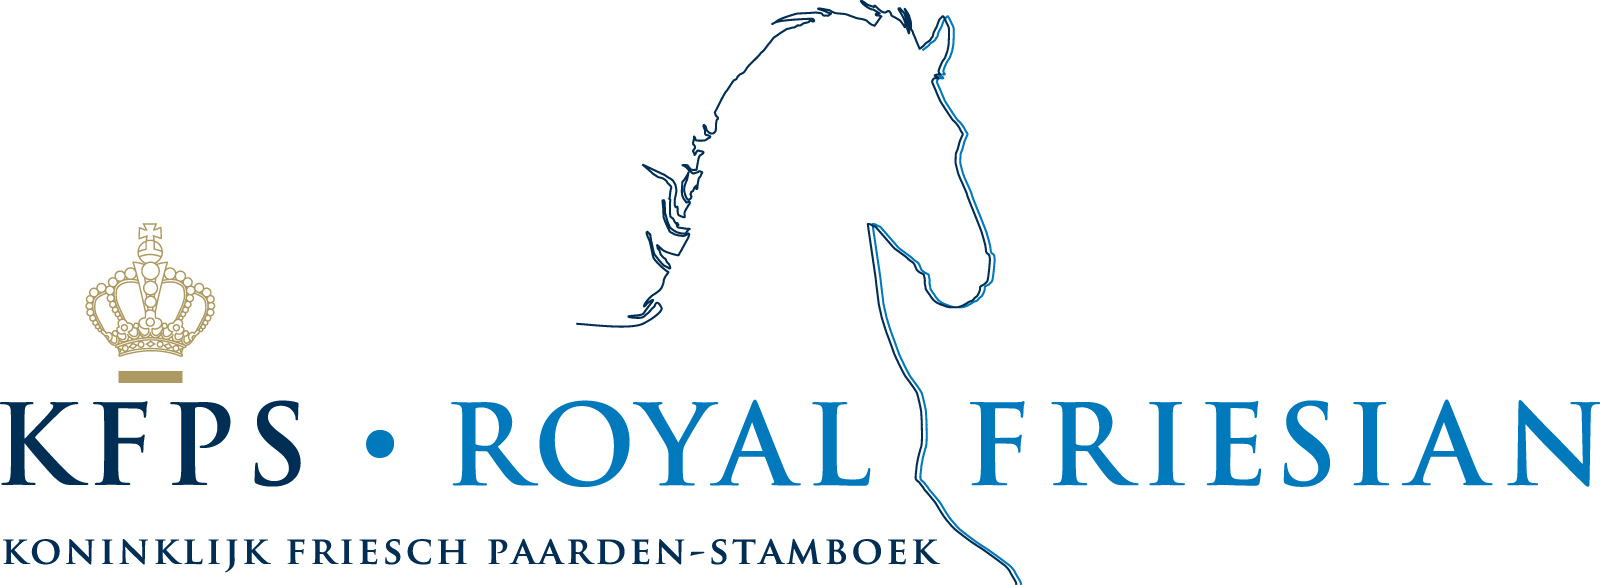 KFPS • ROYAL FRIESIAN
KONINKLIJK FRIESCH PAARDEN-STAMBOEK